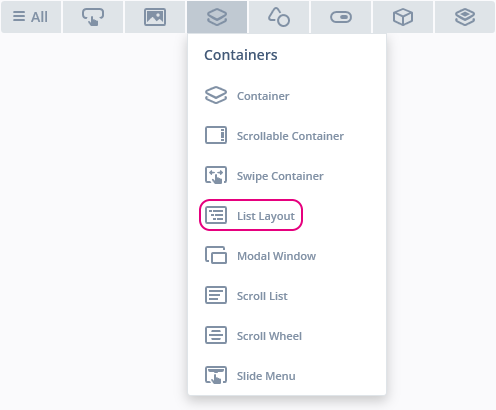 All
Containers
Container
Scrollable Container
Swipe Container
List Layout
Modal Window
Scroll List
Scroll Wheel
Slide Menu